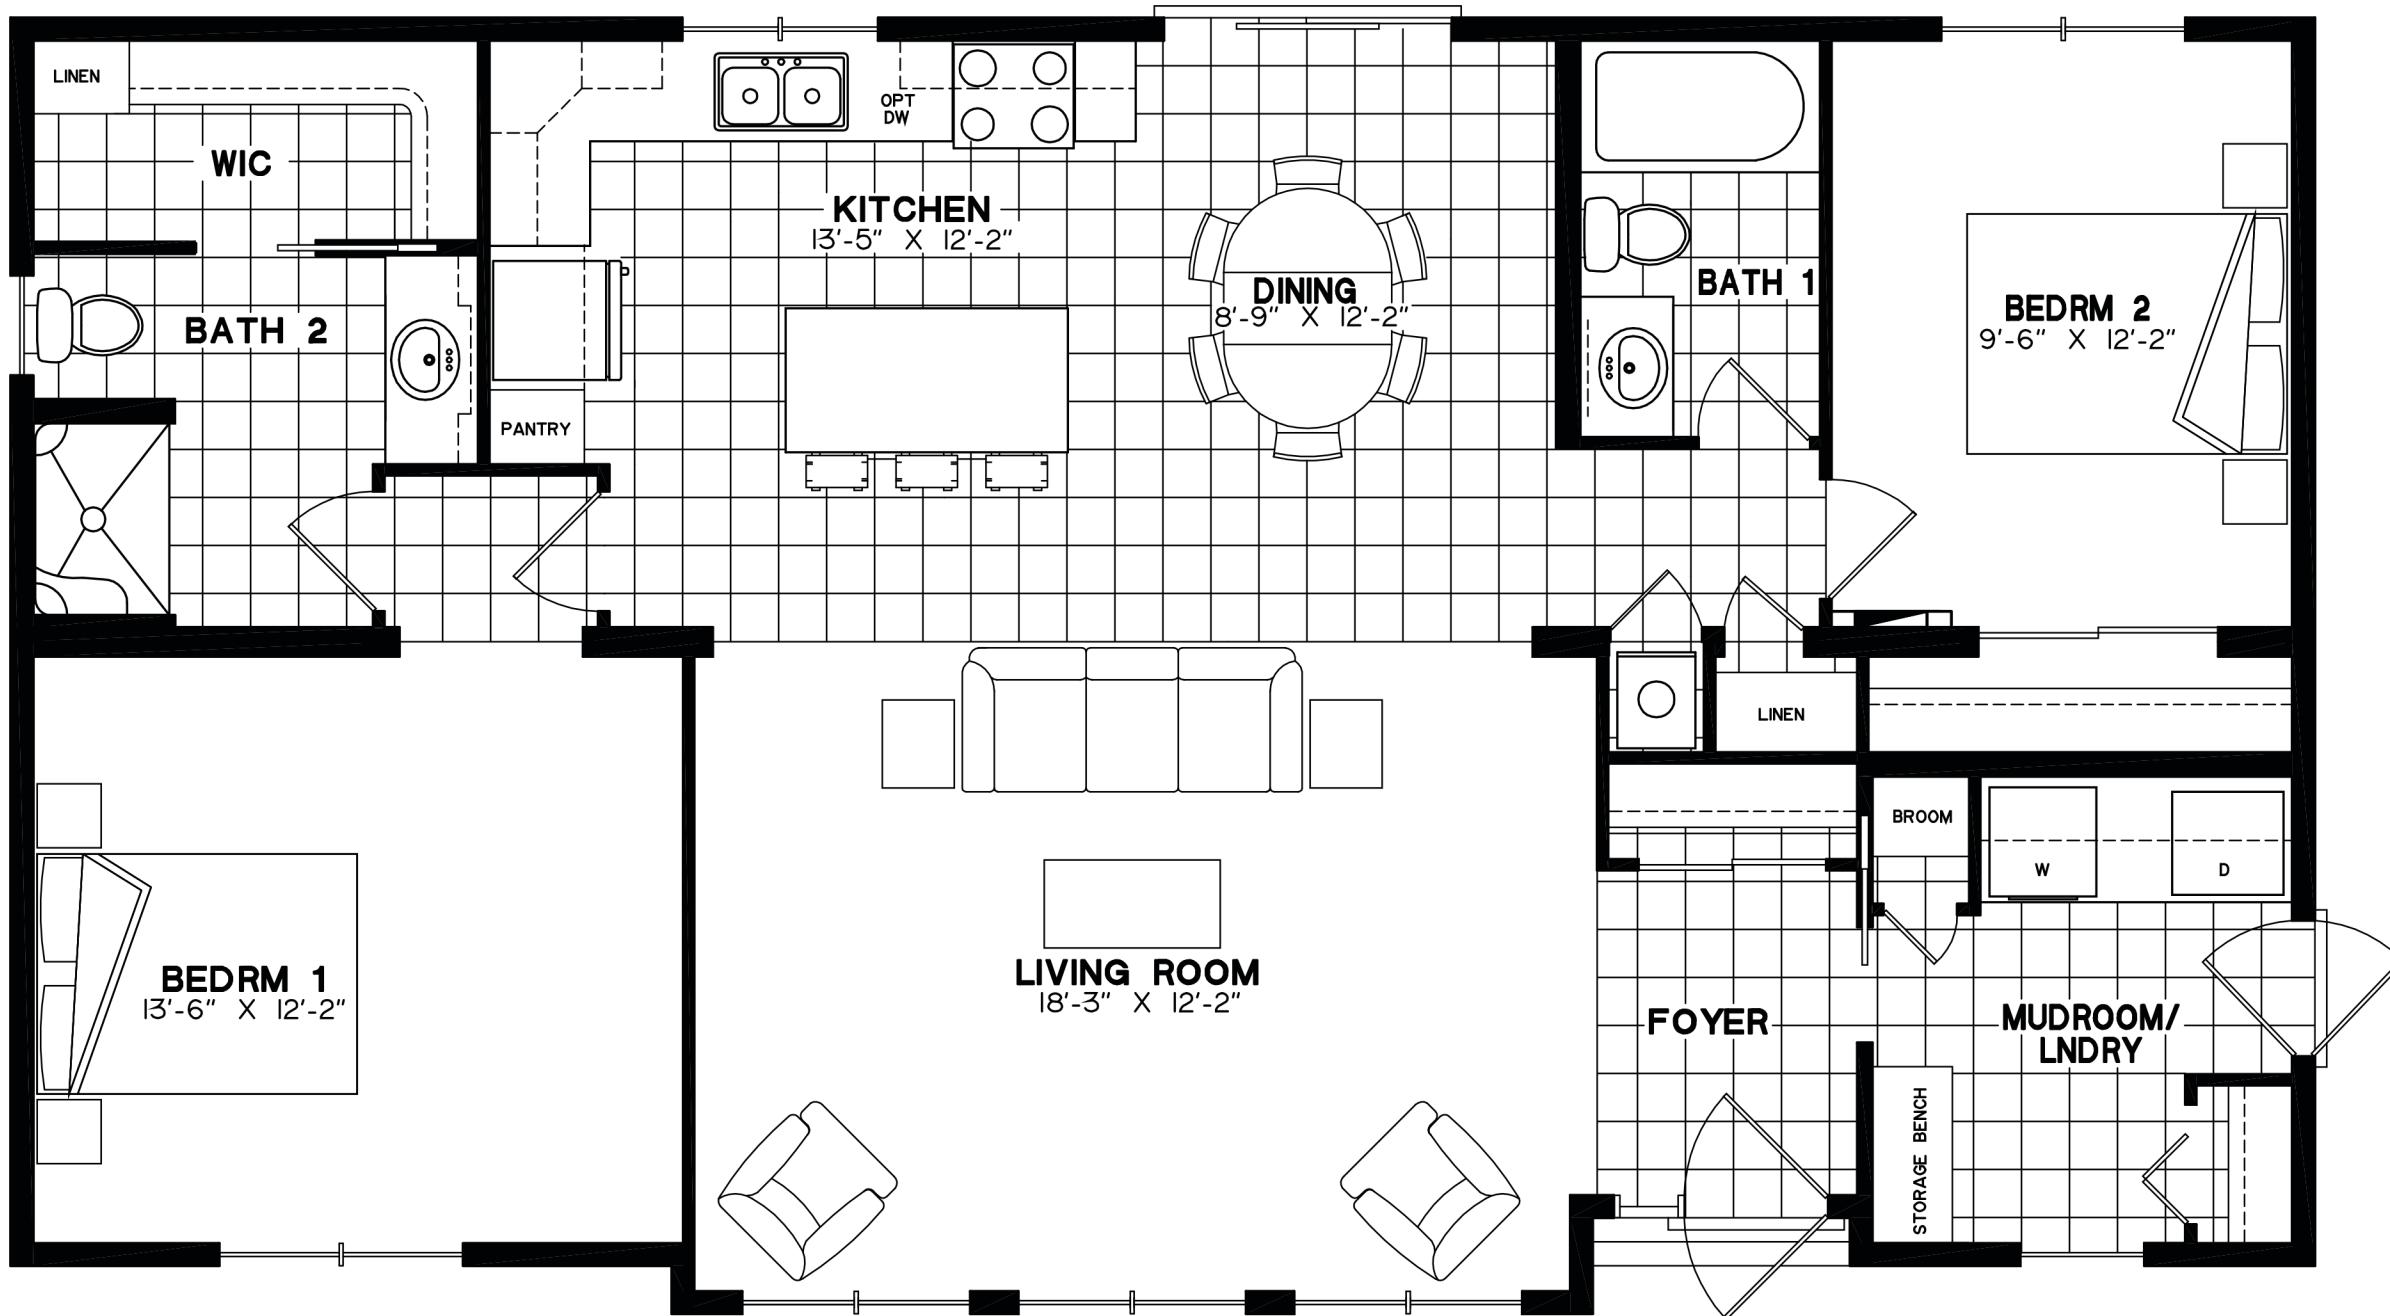 LINEN
WIC
BATH 2
OPT
DW
KITCHEN
13'-5" X 12'-2"
PANTRY
DINING
8'-9" X 12'-2"
BATH 1
BEDRM 2
9'-6" X 12'-2"
LINEN
BROOM
W
D
BEDRM 1
13'-6" X 12'-2"
LIVING ROOM
18'-3" X 12'-2"
FOYER
MUDROOM/
LNDRY
STORAGE BENCH